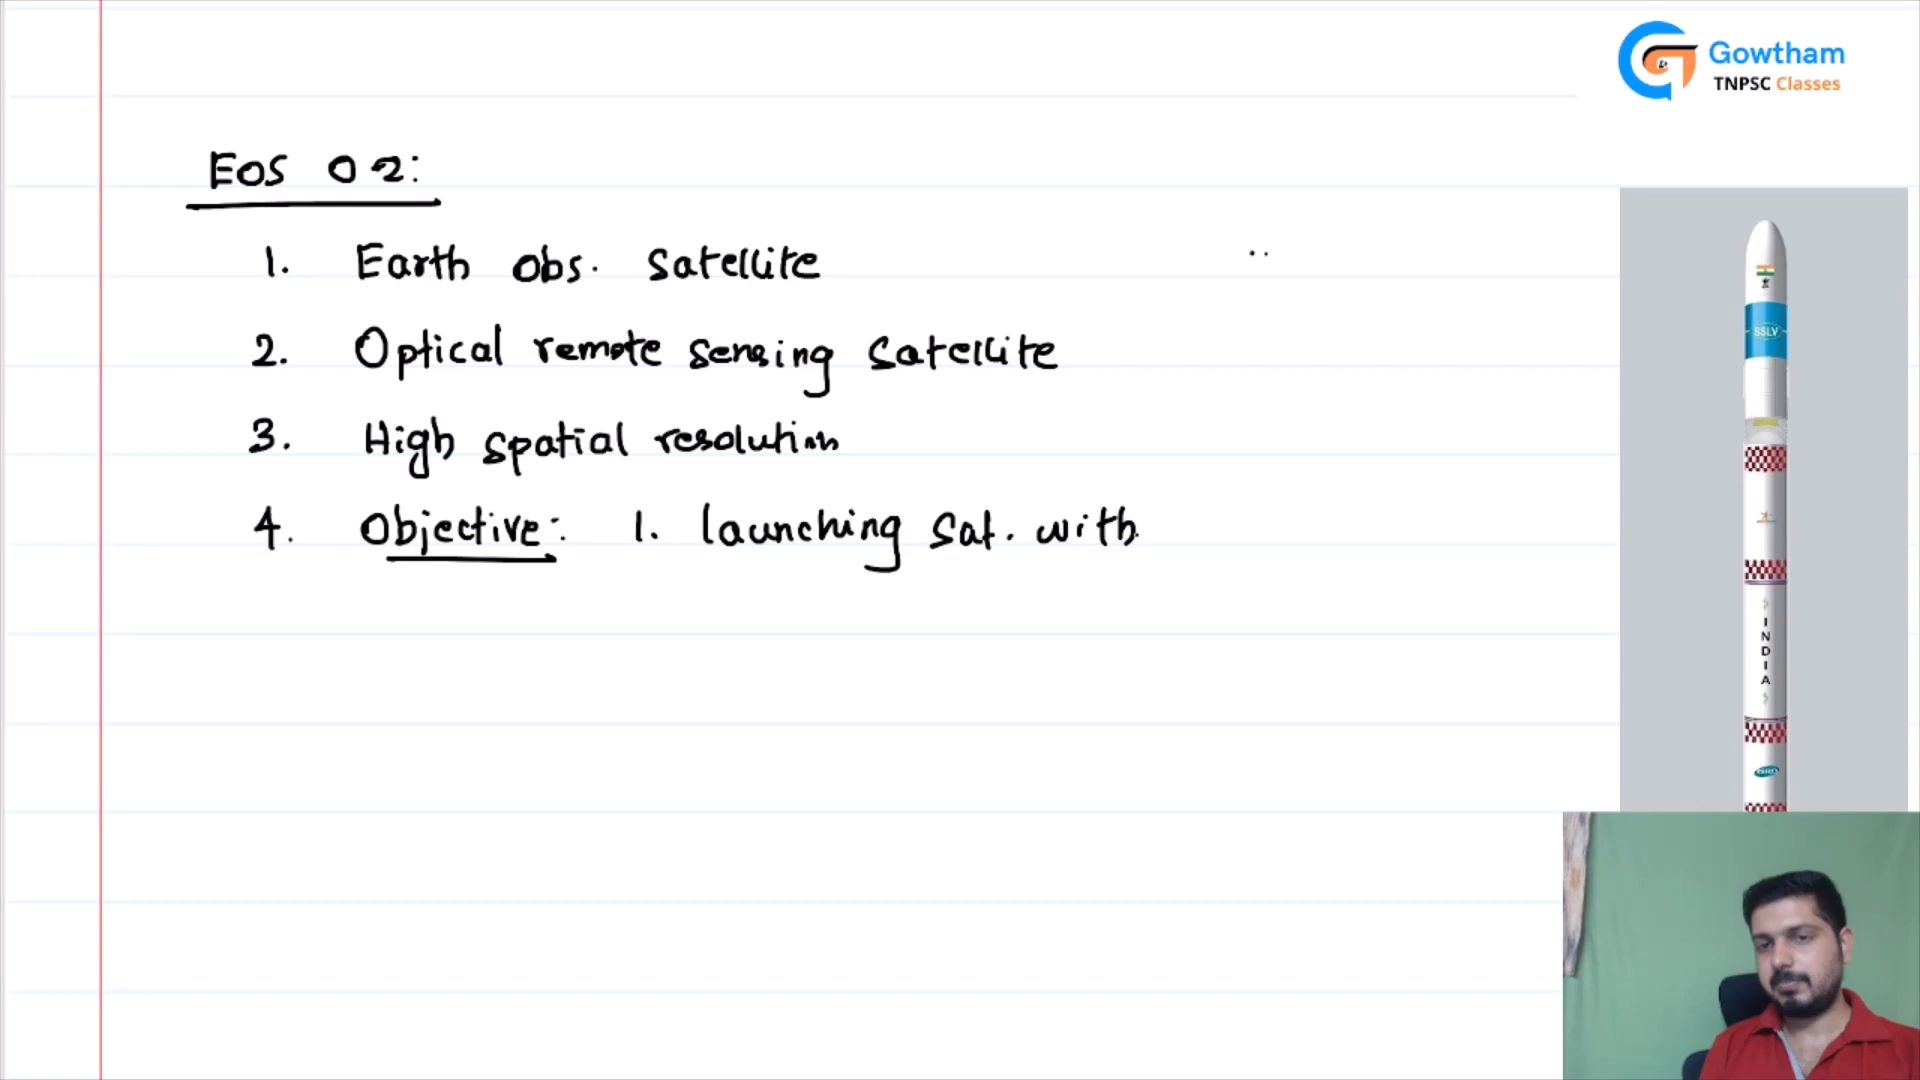 Gowtham
TNPSC Classes
EOS 02:
1. Earth obs. satellite
2. Optical remote sensing satellite
3. High spatial resolution
4. Objective: 1. launching sat. with
SSLV
INDIA